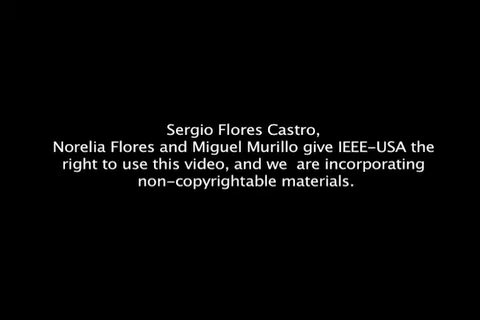 Sergio Flores Castro,
Norelia Flores and Miguel Murillo give IEEE-USA the
right to use this video, and we  are incorporating
non-copyrightable materials.